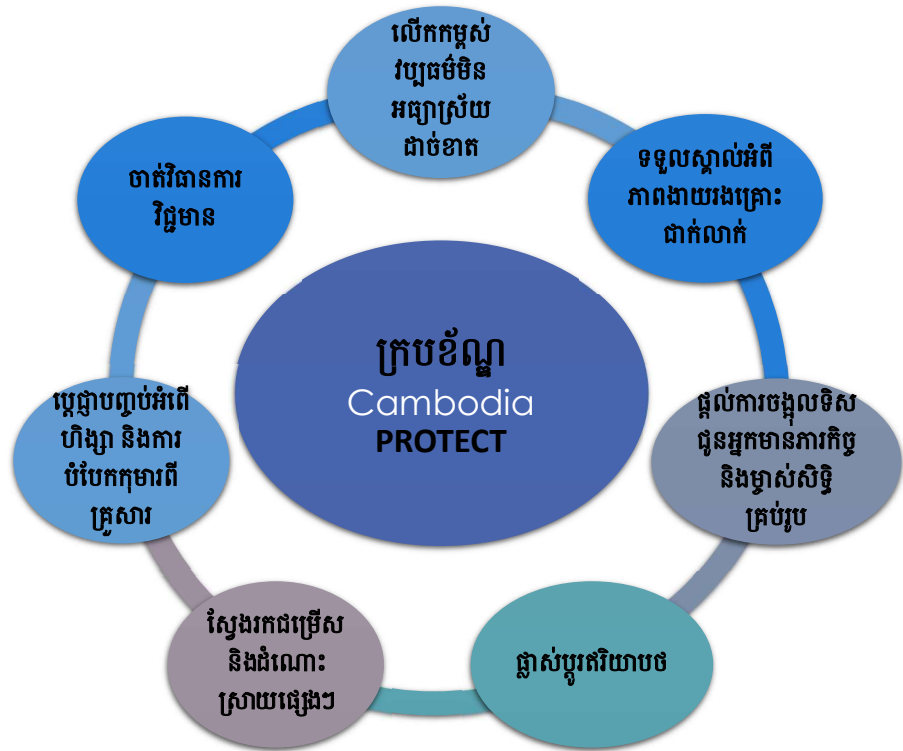 លើកកម្ពស់
វប្បធម៌មិន
អធ្យាស្រ័យ
ដាច់ខាត
ទទួលស្គាល់អំពី
ភាពងាយរងគ្រោះ
ជាក់លាក់
ផ្តល់ការចង្អុលទិស
ជូនអ្នកមានភារកិច្ច
និងម្ចាស់សិទ្ធិ
គ្រប់រូប
ផ្លាស់ប្តូរឥរិយាបថ
ស្វែងរកជម្រើស
និងដំណោះ
ស្រាយផ្សេងៗ
ប្តេជ្ញាបញ្ចប់អំពើ
ហិង្សា និងការ
បំបែកកុមារពី
គ្រួសារ
ចាត់វិធានការ
វិជ្ជមាន
ក្របខ័ណ្ឌ
Cambodia
PROTECT